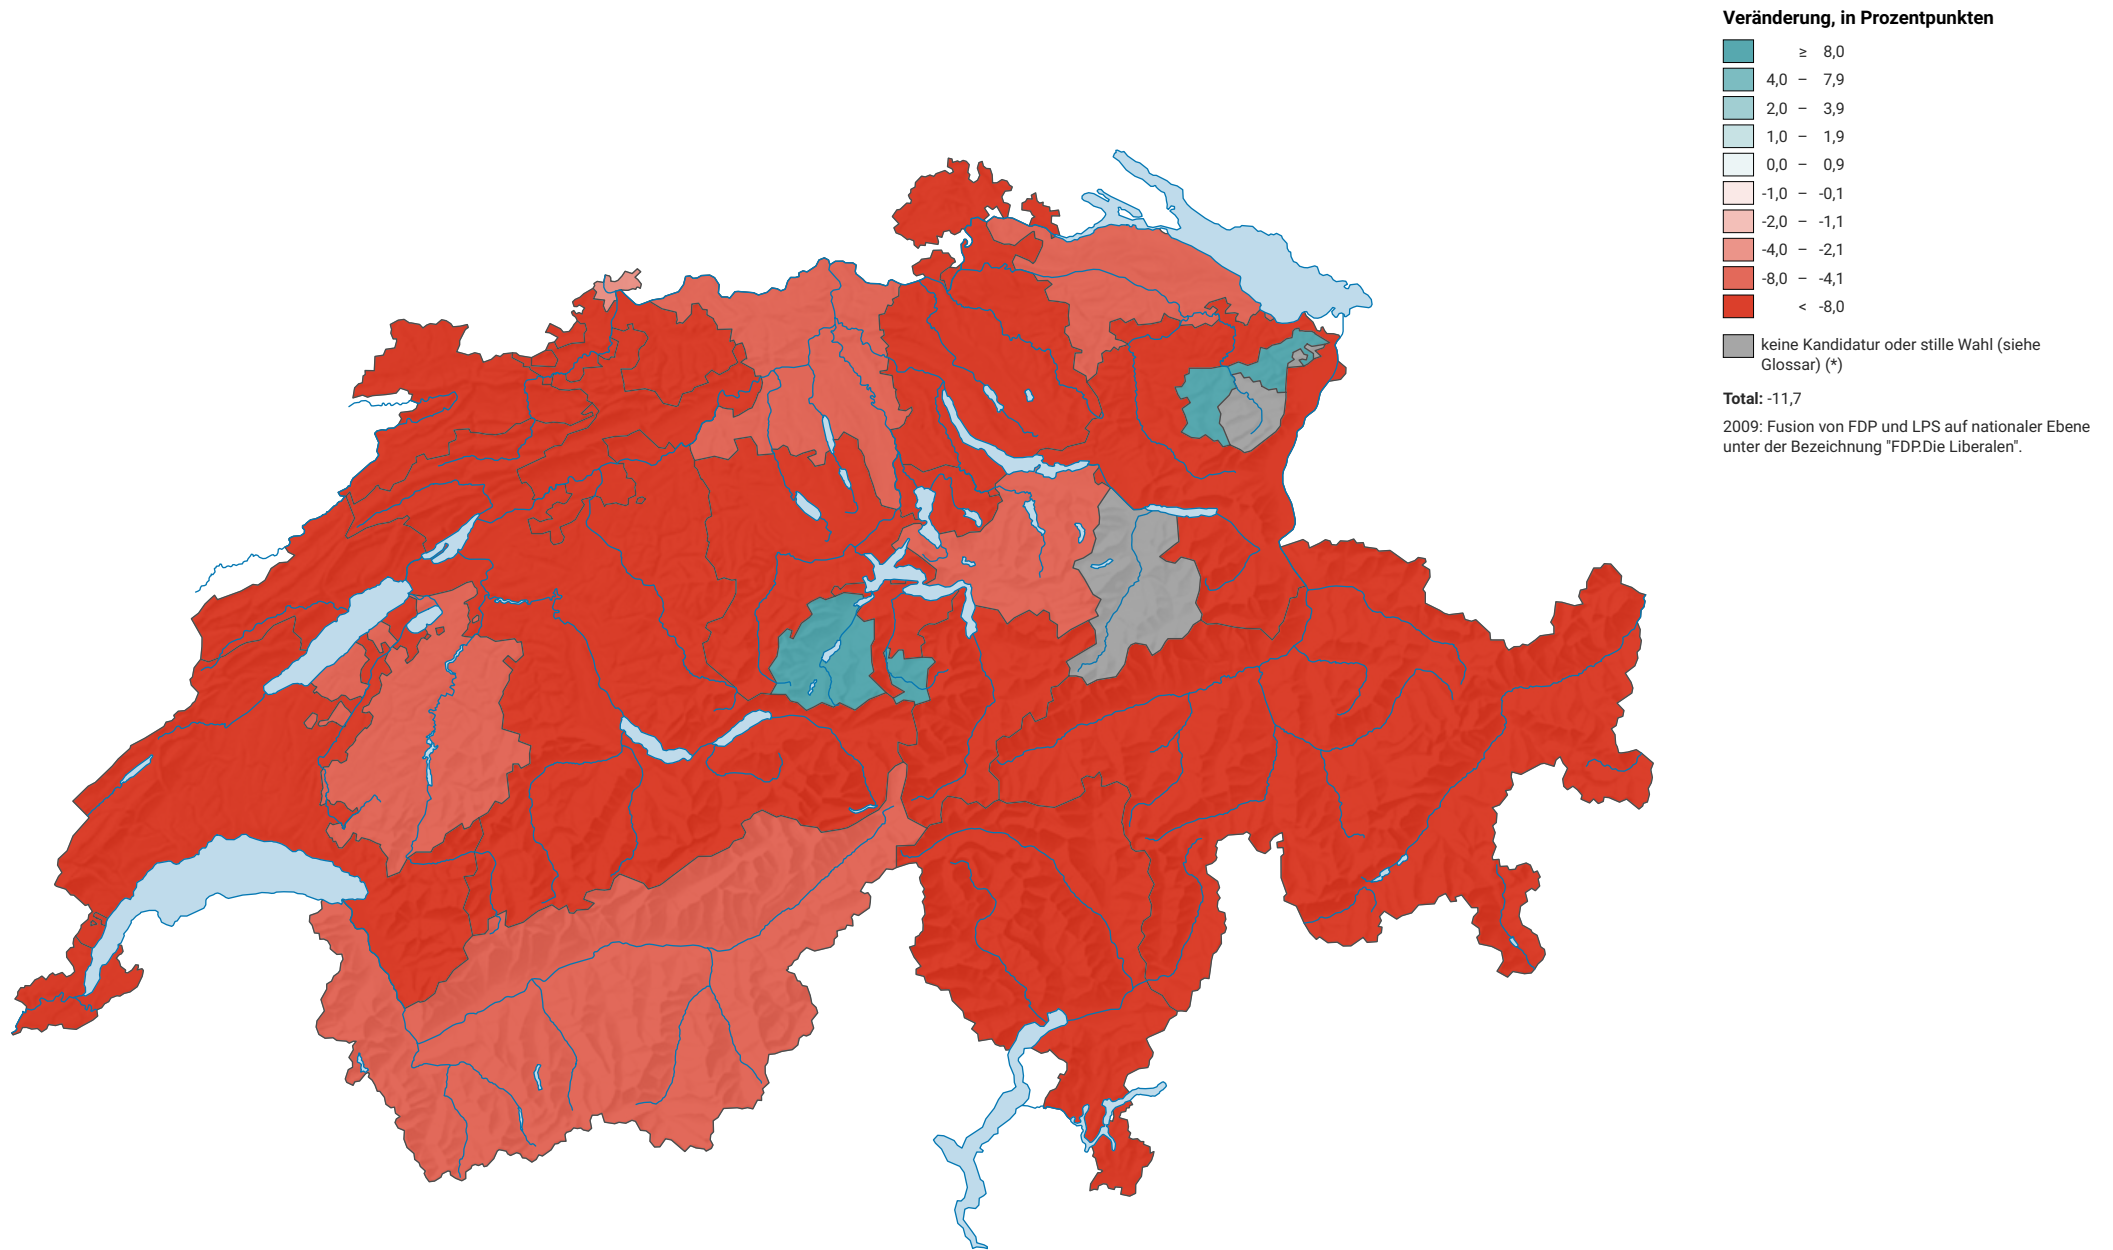 Veränderung, in Prozentpunkten
≥ 8,0
4,0 – 7,9
2,0 – 3,9
1,0 – 1,9
0,0 – 0,9
-1,0 – -0,1
-2,0 – -1,1
-4,0 – -2,1
-8,0 – -4,1
< -8,0
keine Kandidatur oder stille Wahl (siehe
Glossar) (*)
Total: -11,7
2009: Fusion von FDP und LPS auf nationaler Ebene
unter der Bezeichnung "FDP.Die Liberalen".